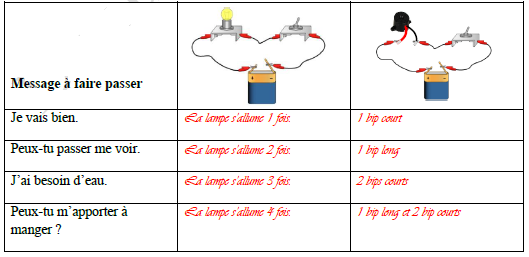 Message à faire passer
Je vais bien.
La lampe s'allume 1 fois.
1 bip court
Peux-tu passer me voir.
La lampe s'allume 2 fois.
1 bip long
J'ai besoin d'eau.
La lampe s'allume 3 fois.
2 bips courts
Peux-tu m'apporter à
manger ?
La lampe s'allume 4 fois.
1 bip long et 2 bip courts